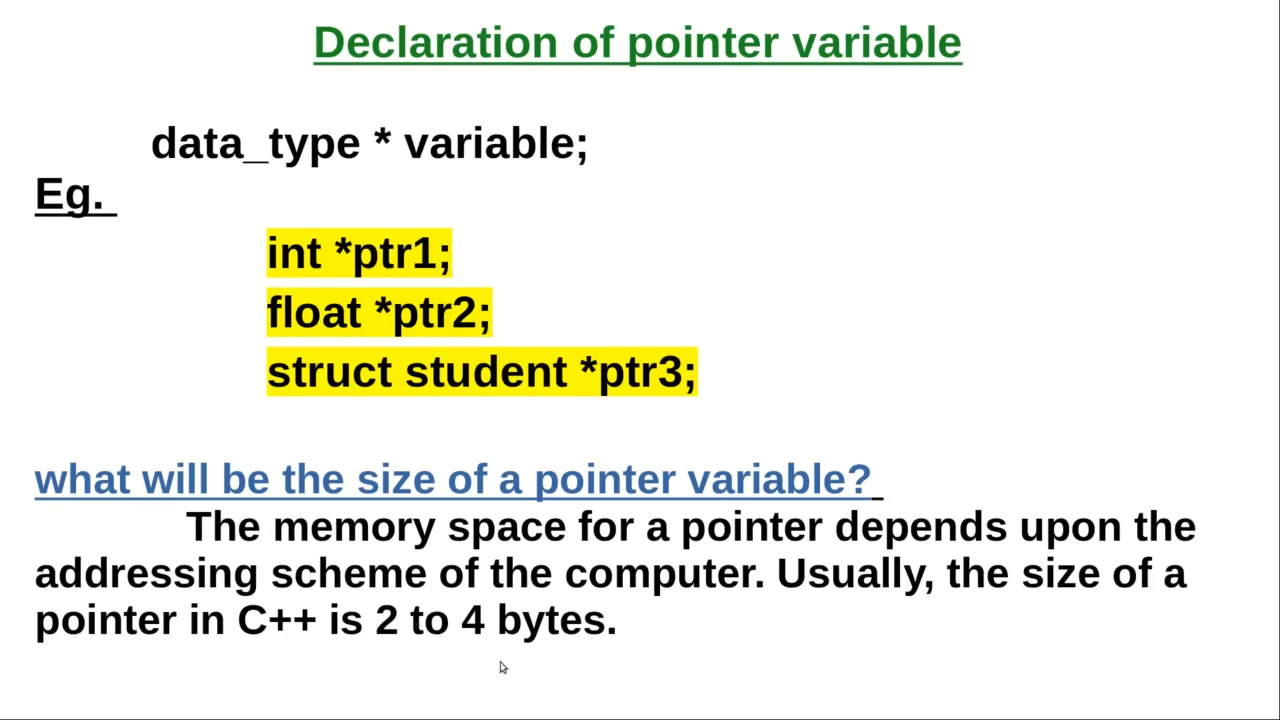 Declaration of pointer variable
data_type * variable;
Eg.
int *ptr1;
float *ptr2;
struct student *ptr3;
what will be the size of a pointer variable?
The memory space for a pointer depends upon the
addressing scheme of the computer. Usually, the size of a
pointer in C++ is 2 to 4 bytes.